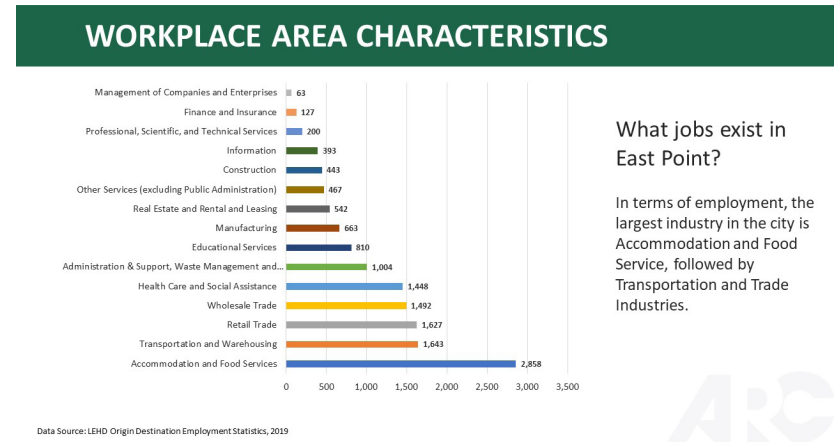 WORKPLACE AREA CHARACTERISTICS
Management of Companies and Enterprises 63
Finance and Insurance 127
Professional, Scientific, and Technical Services 200
Information 393
Construction 443
Other Services (excluding Public Administration) 467
Real Estate and Rental and Leasing 542
Manufacturing 663
Educational Services 810
Administration & Support, Waste Management and... 1,004
Health Care and Social Assistance 1,448
Wholesale Trade 1,492
Retail Trade 1,627
Transportation and Warehousing 1,643
Accommodation and Food Services 2,858
0 500 1,000 1,500 2,000 2,500 3,000 3,500
What jobs exist in
East Point?
In terms of employment, the
largest industry in the city is
Accommodation and Food
Service, followed by
Transportation and Trade
Industries.
Data Source: LEHD Origin Destination Employment Statistics, 2019
ARC